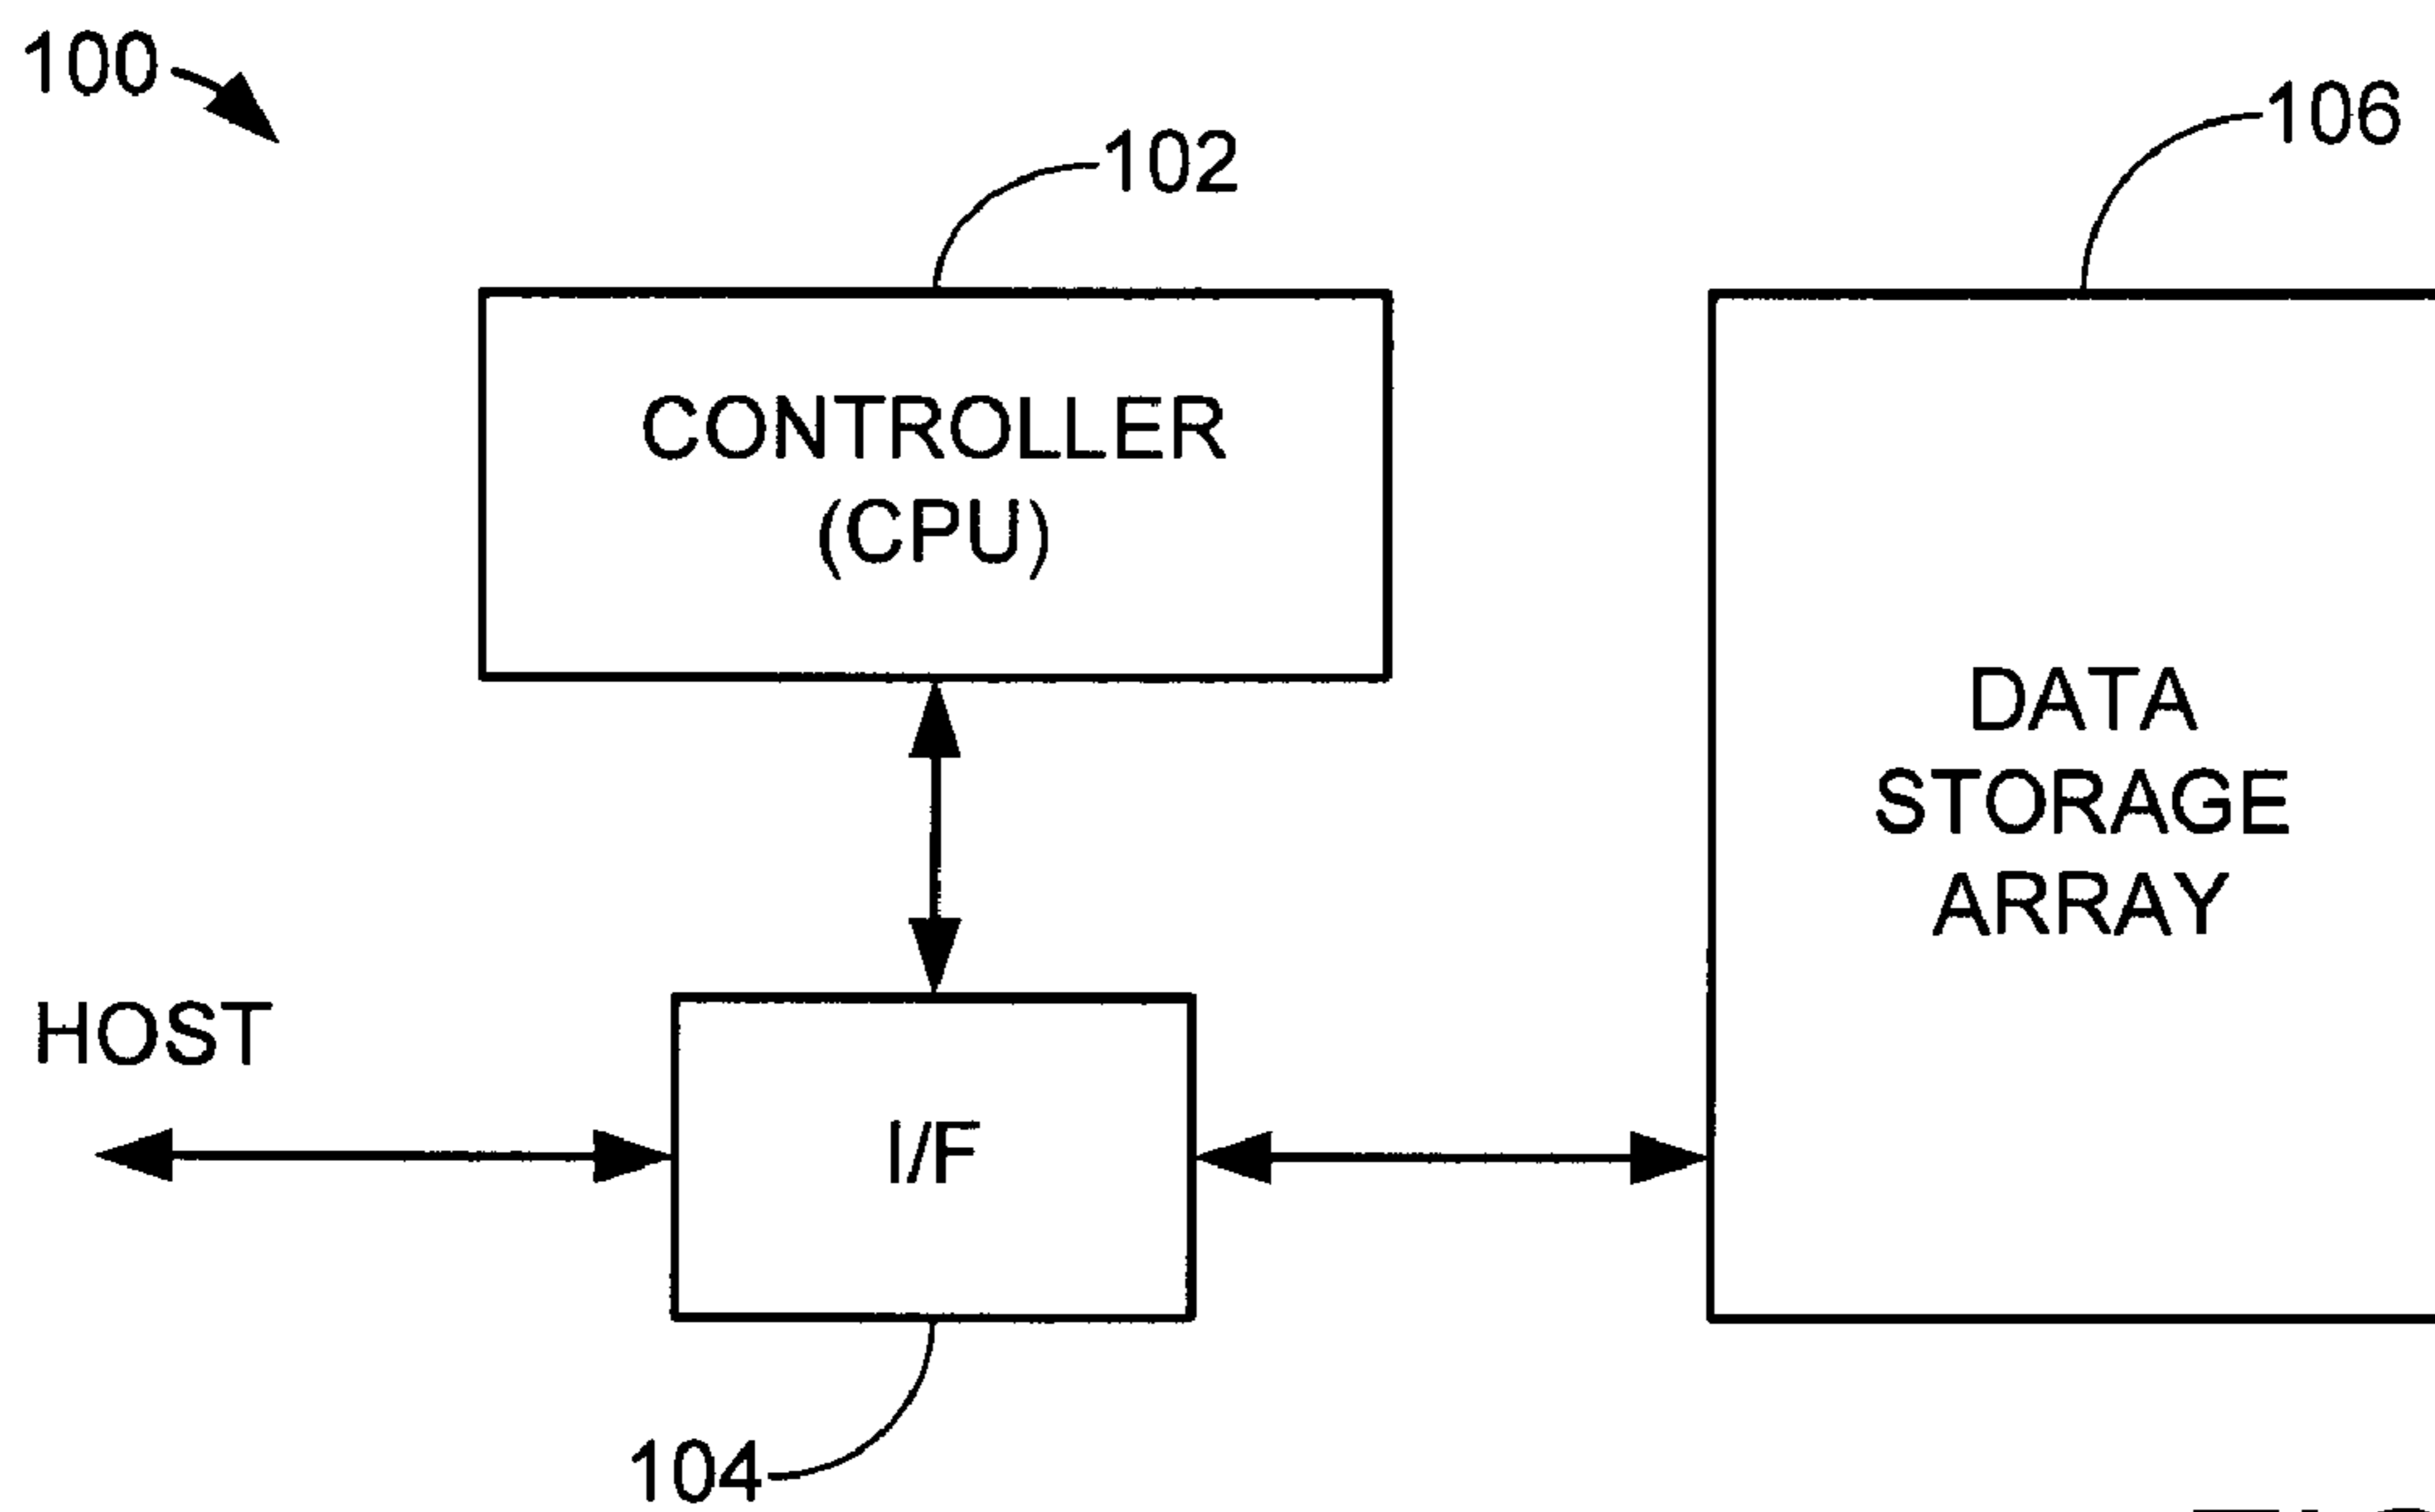 100
102
106
CONTROLLER
(CPU)
DATA
STORAGE
ARRAY
HOST
I/F
104